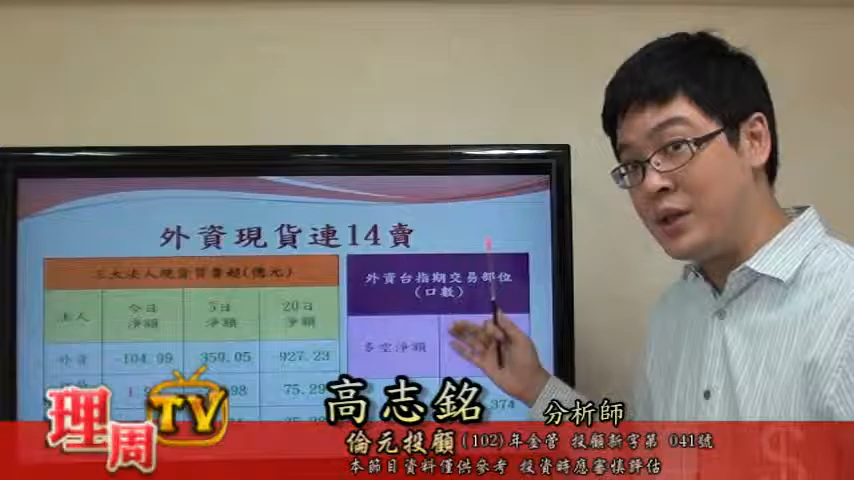 外資現貨連14賣
三大法人現貨買賣超(億元)
外資台指期交易部位
(口數)
法人 今日淨額 5日淨額 20日淨額
多空淨額
外資 -104.99 359.05 -927.23
75.29
374
理周TV
高志銘 分析師
倫元投顧(102)年金管 投顧新字第 041號
本節目資料僅供參考 投資時應審慎評估